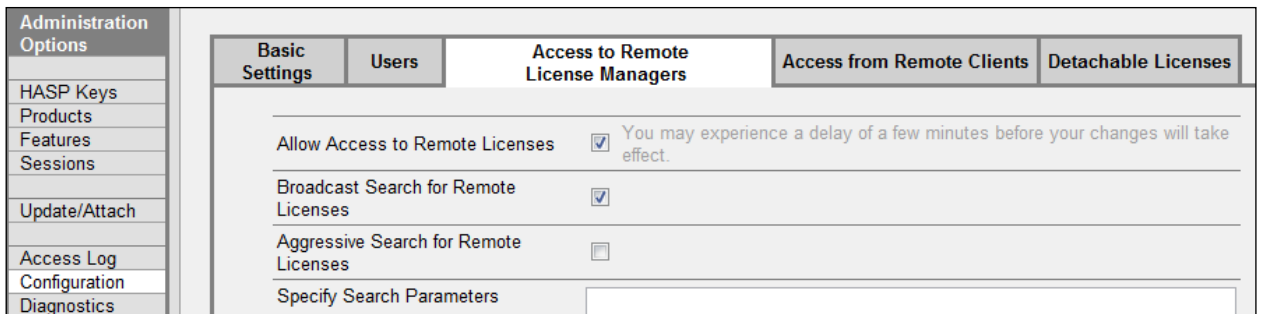 Administration
Options
HASP Keys
Products
Features
Sessions
Update/Attach
Access Log
Configuration
Diagnostics
Basic
Settings
Users
Access to Remote
License Managers
Access from Remote Clients
Detachable Licenses
Allow Access to Remote Licenses
You may experience a delay of a few minutes before your changes will take
effect.
Broadcast Search for Remote
Licenses
Aggressive Search for Remote
Licenses
Specify Search Parameters